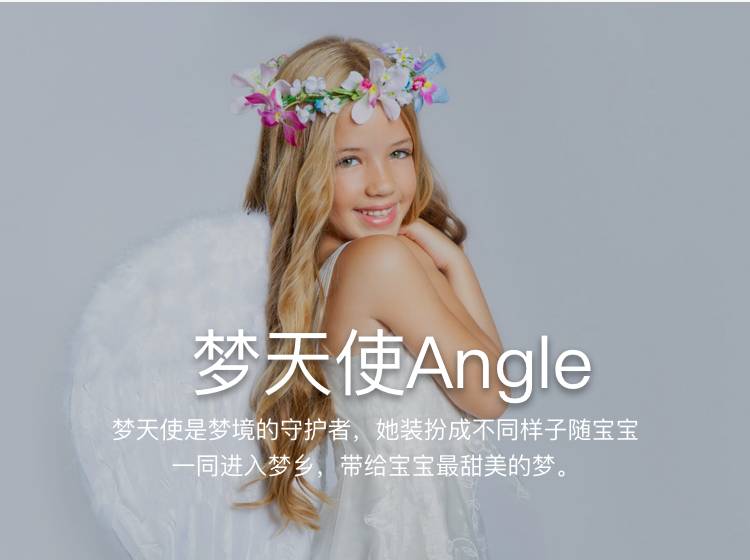 梦天使Angle
梦天使是梦境的守护者，她装扮成不同样子随宝宝
一同进入梦乡，带给宝宝最甜美的梦。